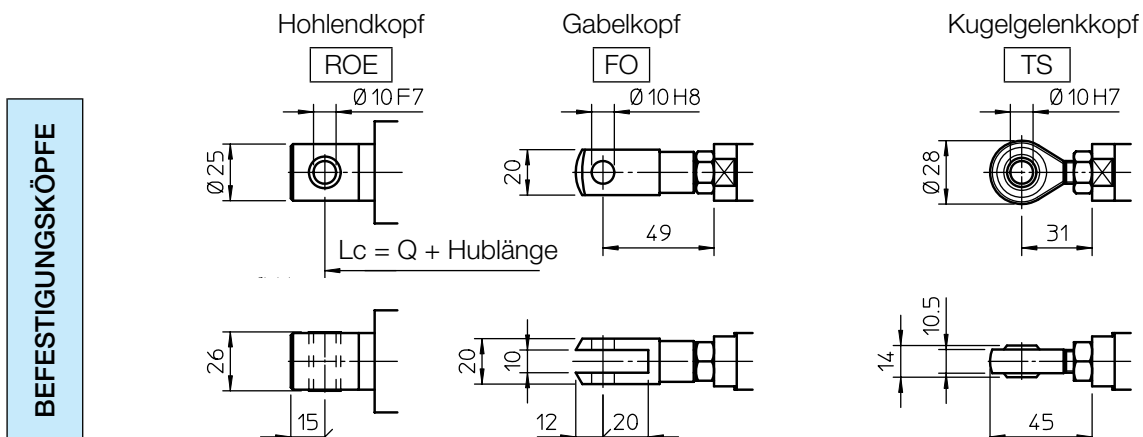 Hohlendkopf
Gabelkopf
Kugelgelenkkopf
ROE
FO
TS
Ø 10 F7
Ø 10 H8
Ø 10 H7
BEFESTIGUNGSKÖPFE
Ø 25
20
Ø 28
49
31
Lc = Q + Hublänge
26
20
10
14
10.5
15
12
20
45